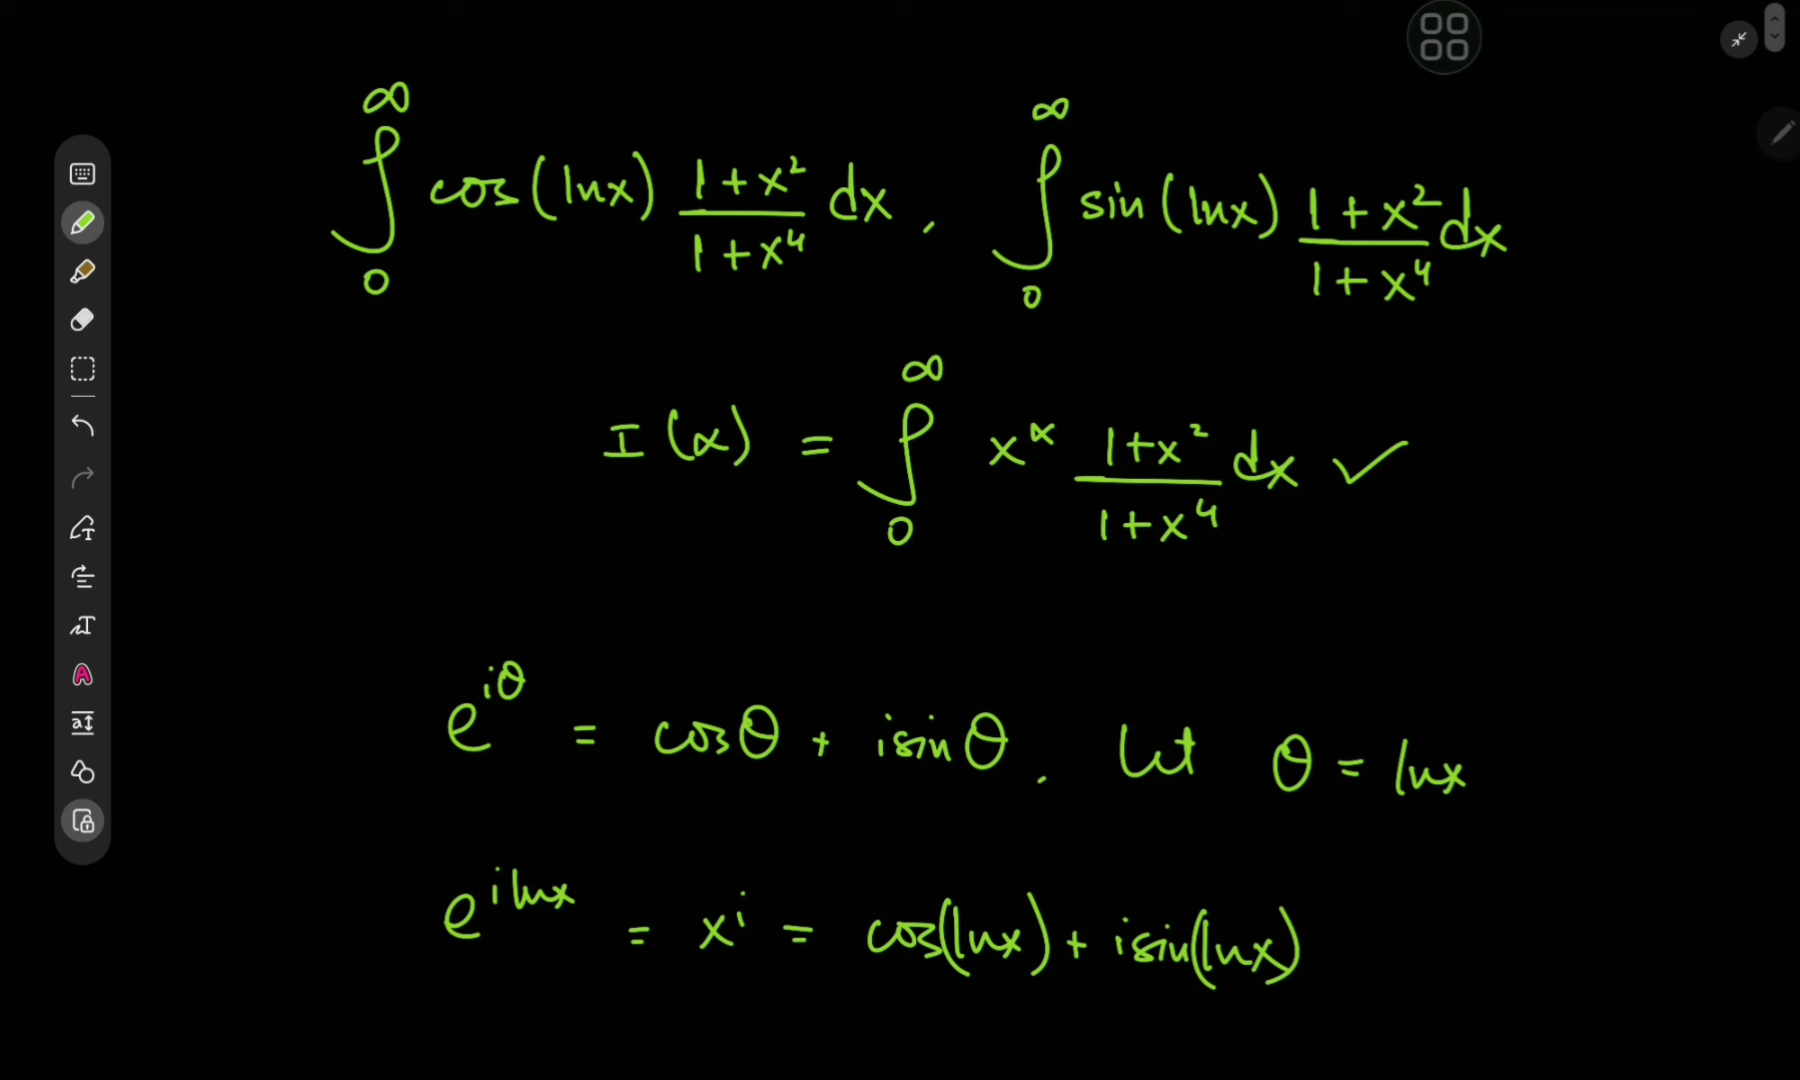 ∫₀^∞ cos(lnx) (1+x²)/(1+x⁴) dx , ∫₀^∞ sin(lnx) (1+x²)/(1+x⁴) dx
I(α) = ∫₀^∞ x^α (1+x²)/(1+x⁴) dx ✓
e^{iθ} = cosθ + isinθ . Let θ = lnx
e^{ilnx} = x^i = cos(lnx) + isin(lnx)